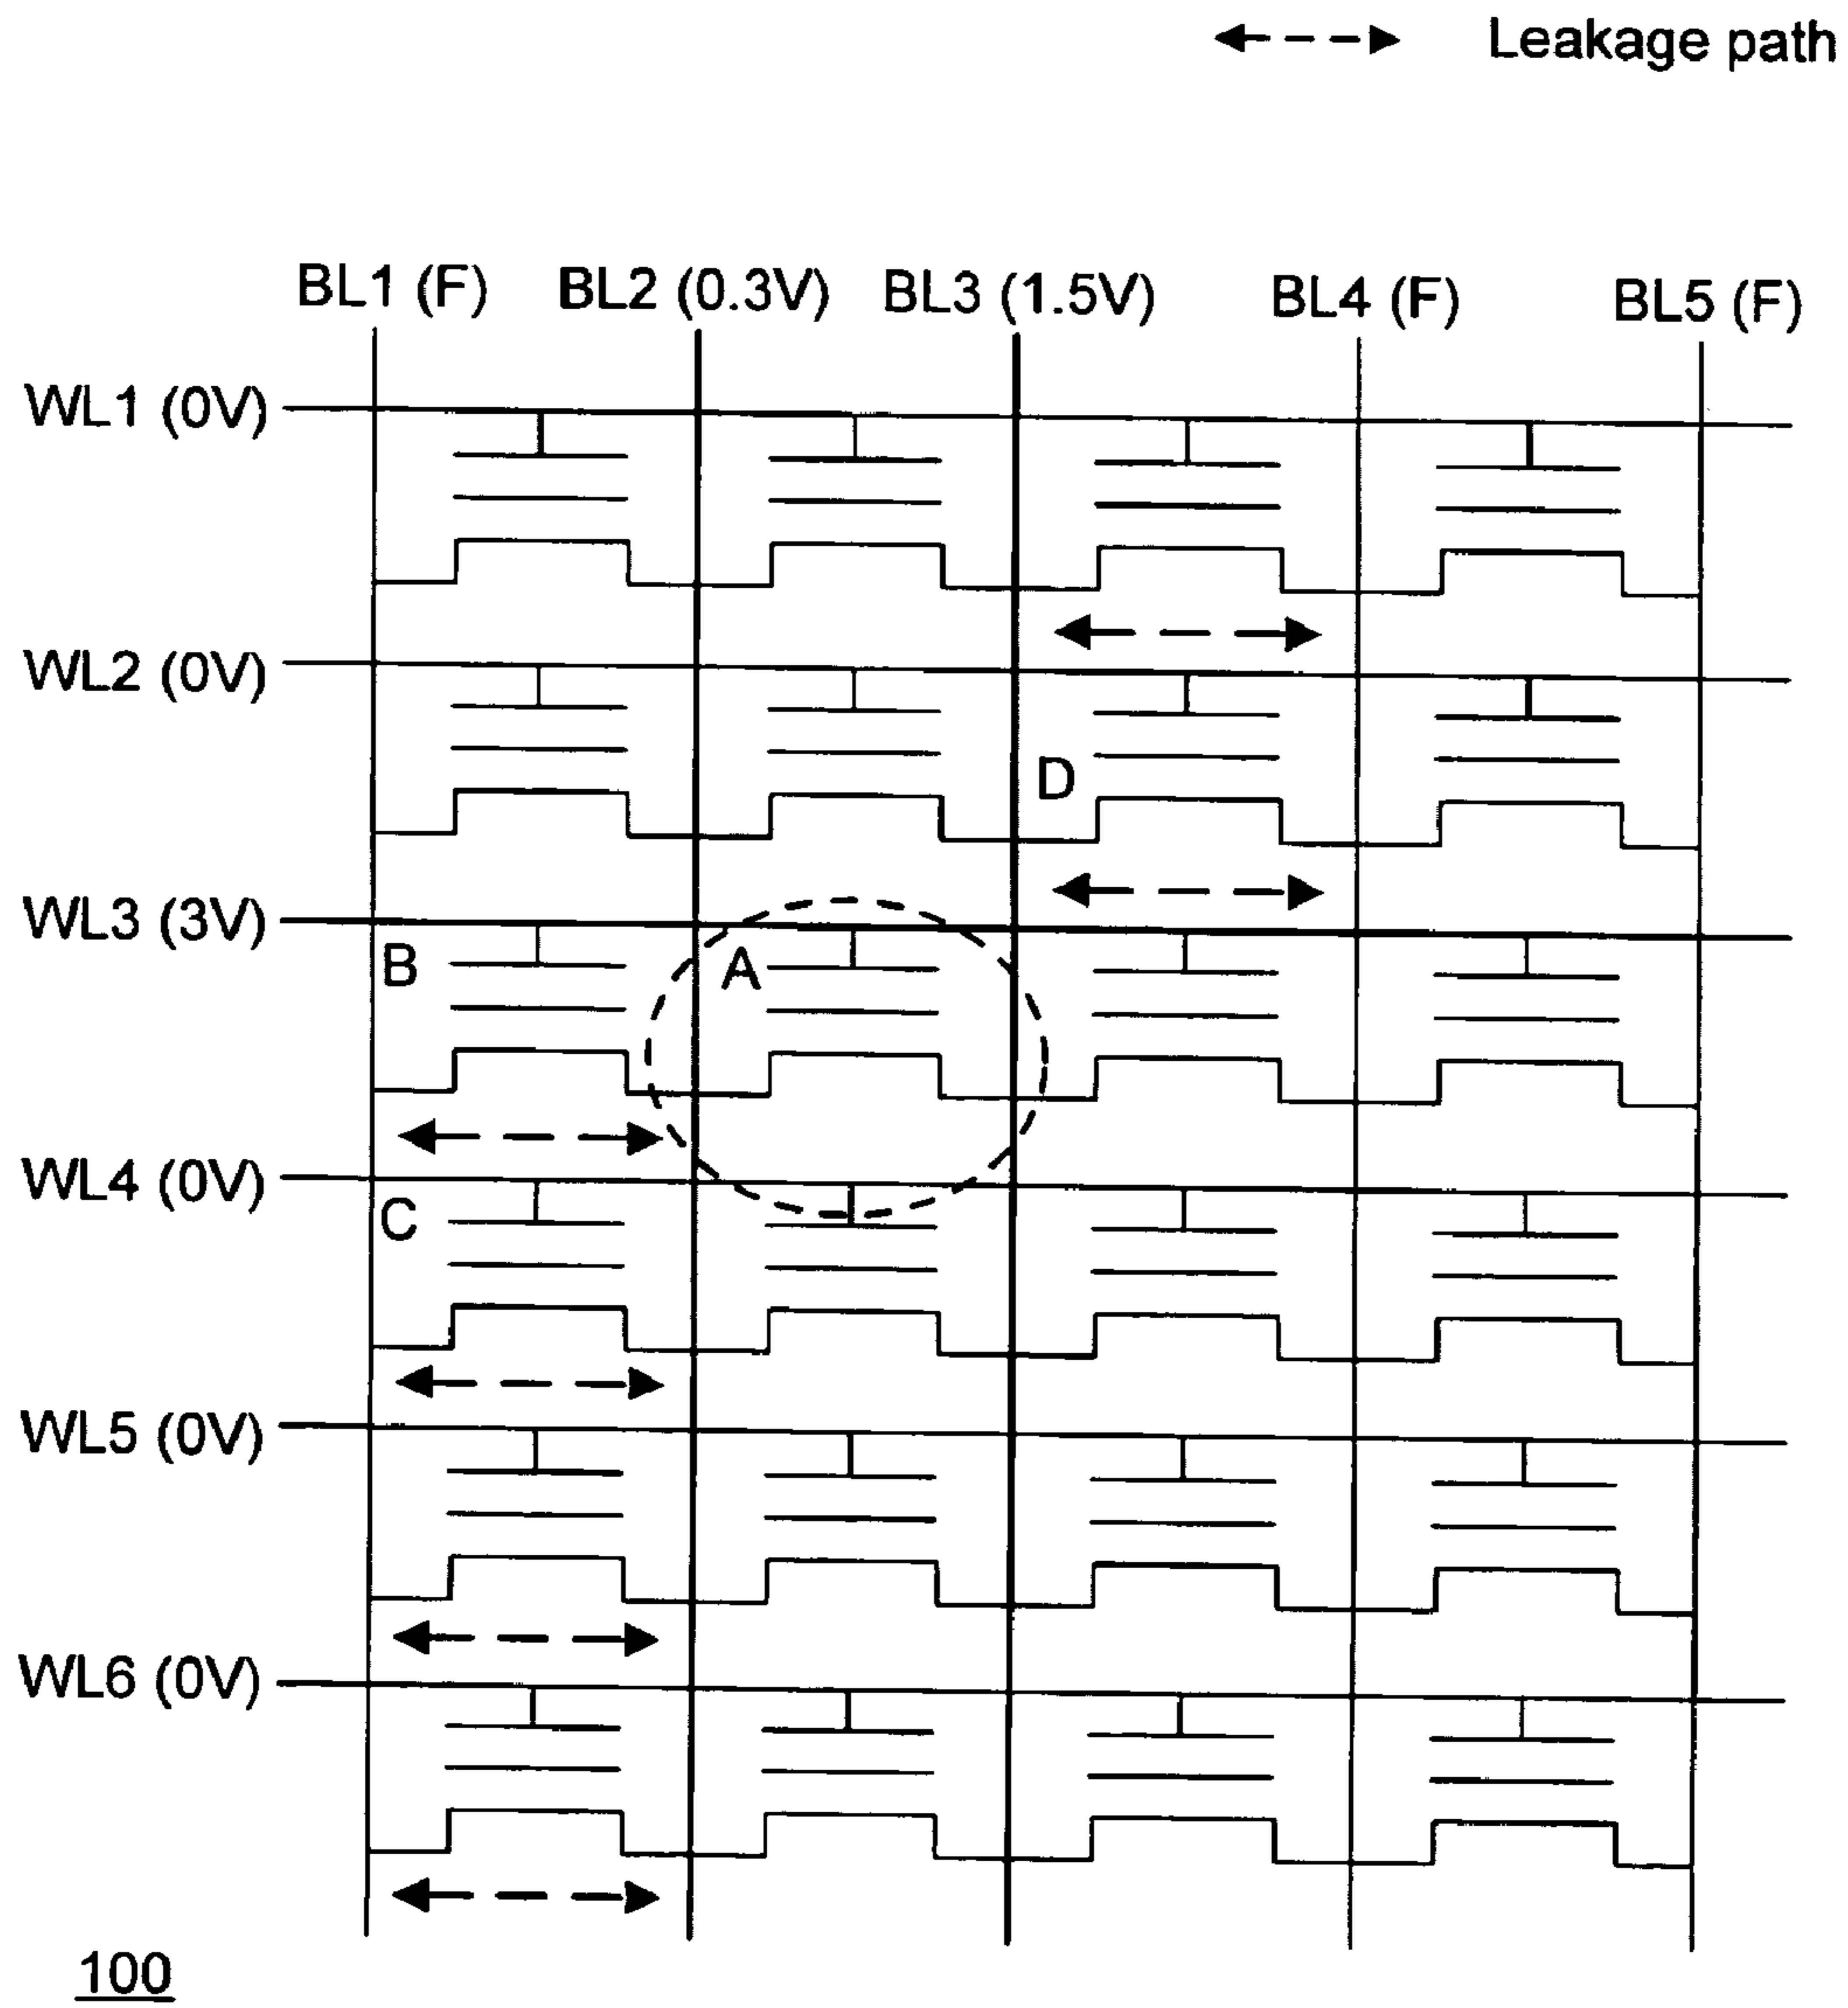 Leakage path
BL1 (F) BL2 (0.3V) BL3 (1.5V) BL4 (F) BL5 (F)
WL1 (0V)
WL2 (0V)
D
WL3 (3V)
B A
WL4 (0V)
C
WL5 (0V)
WL6 (0V)
100